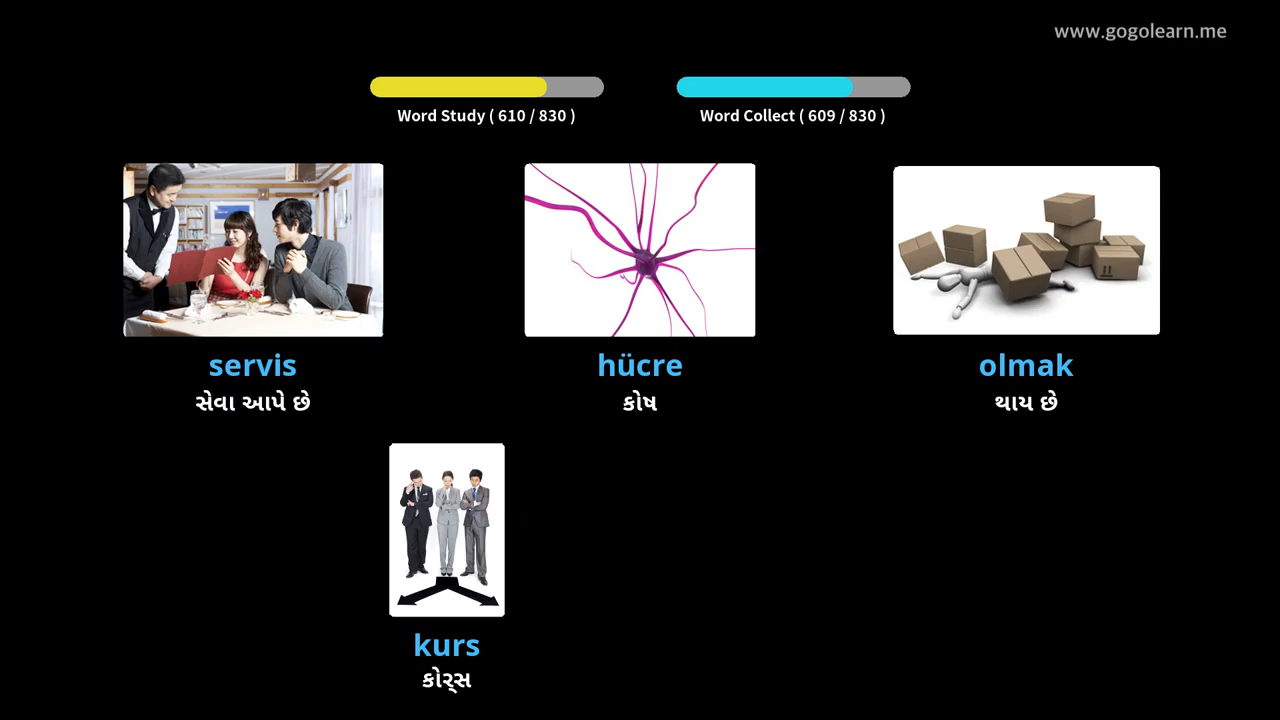 www.gogolearn.me
Word Study ( 610 / 830 )
Word Collect ( 609 / 830 )
servis
hücre
olmak
સેવા આપે છે
કોષ
થાય છે
kurs
કોર્સ